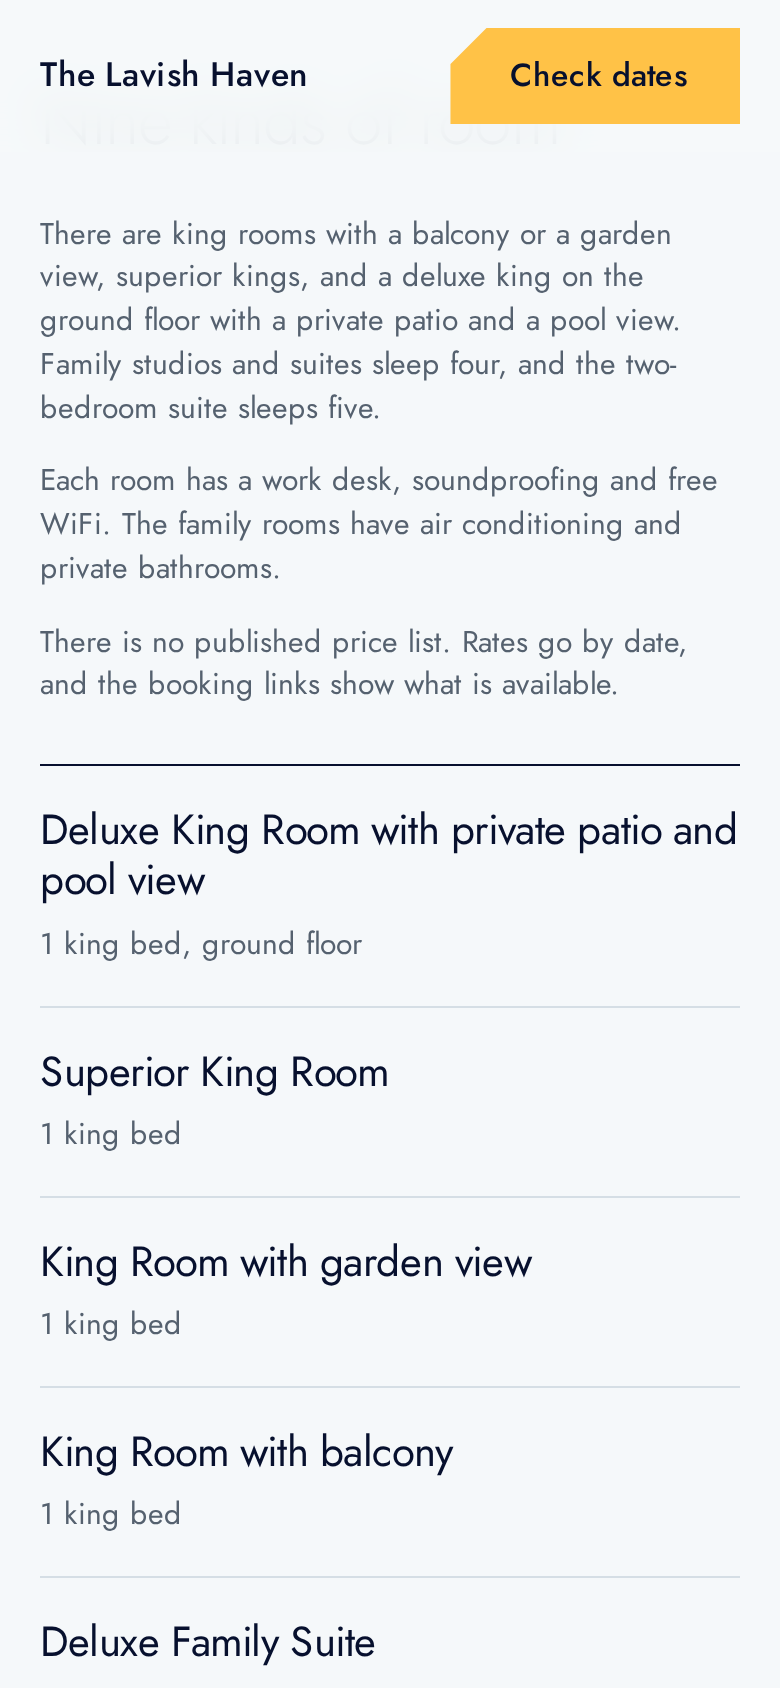 The Lavish Haven
Check dates
Nine kinds of room
There are king rooms with a balcony or a garden
view, superior kings, and a deluxe king on the
ground floor with a private patio and a pool view.
Family studios and suites sleep four, and the two-
bedroom suite sleeps five.
Each room has a work desk, soundproofing and free
WiFi. The family rooms have air conditioning and
private bathrooms.
There is no published price list. Rates go by date,
and the booking links show what is available.
Deluxe King Room with private patio and
pool view
1 king bed, ground floor
Superior King Room
1 king bed
King Room with garden view
1 king bed
King Room with balcony
1 king bed
Deluxe Family Suite